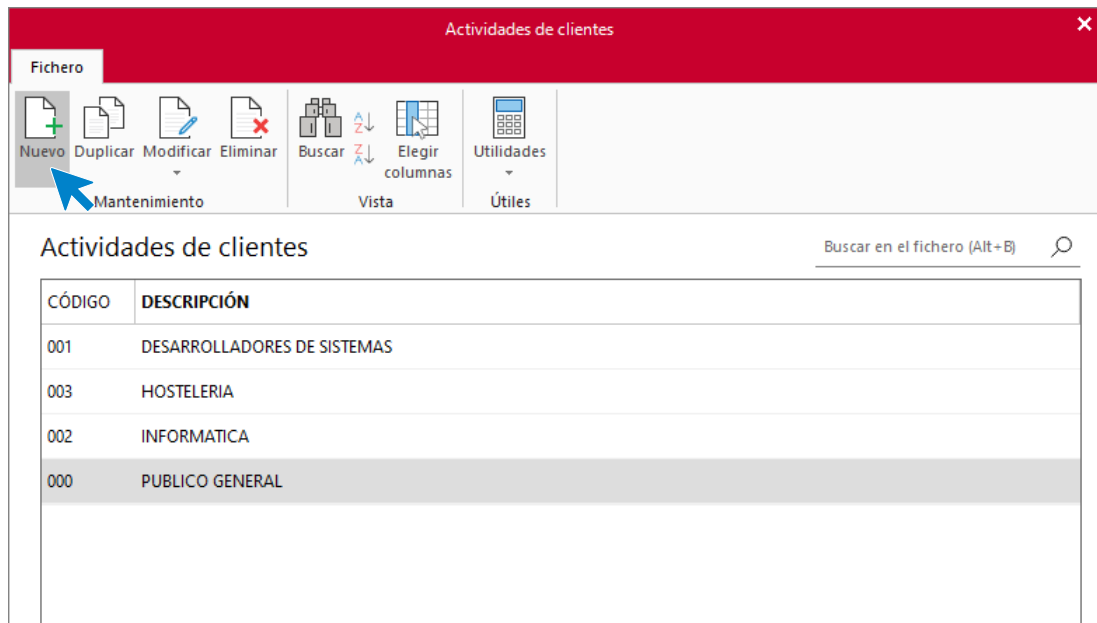 Actividades de clientes
Fichero
Nuevo Duplicar Modificar Eliminar Buscar A Z Z A Elegir columnas Utilidades
Mantenimiento Vista Útiles
Actividades de clientes Buscar en el fichero (Alt+B)
CÓDIGO DESCRIPCIÓN
001 DESARROLLADORES DE SISTEMAS
003 HOSTELERIA
002 INFORMATICA
000 PUBLICO GENERAL